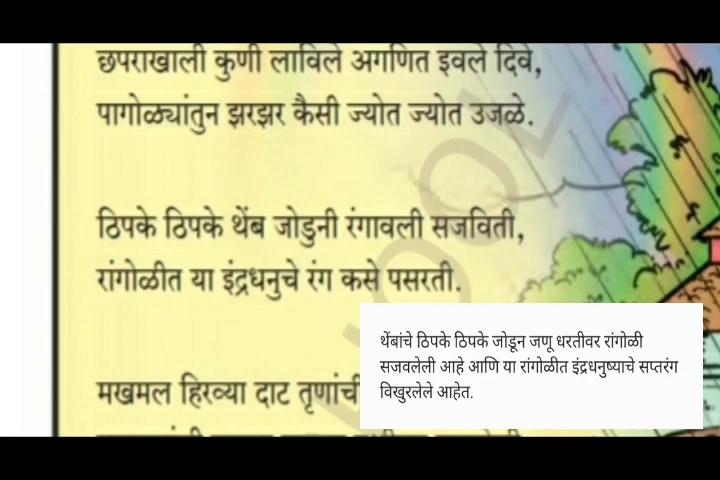 छपराखाली कुणी लाविले अगणित इवले दिवे,
पागोळ्यांतुन झरझर कैसी ज्योत ज्योत उजळे.
ठिपके ठिपके थेंब जोडुनी रंगावली सजविती,
रांगोळीत या इंद्रधनुचे रंग कसे पसरती.
थेंबांचे ठिपके ठिपके जोडून जणू धरतीवर रांगोळी
सजवलेली आहे आणि या रांगोळीत इंद्रधनुष्याचे सप्तरंग
विखुरलेले आहेत.
मखमल हिरव्या दाट तृणांची